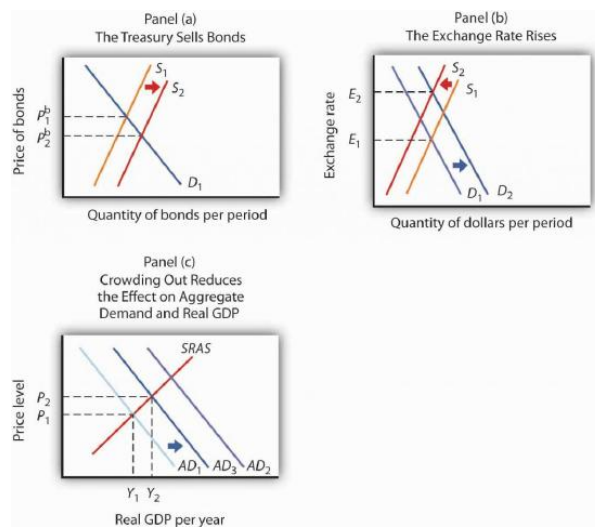 Panel (a)
The Treasury Sells Bonds
Price of bonds
P₁ᵇ
P₂ᵇ
S₁
S₂
D₁
Quantity of bonds per period
Panel (b)
The Exchange Rate Rises
Exchange rate
E₂
E₁
S₂
S₁
D₁
D₂
Quantity of dollars per period
Panel (c)
Crowding Out Reduces
the Effect on Aggregate
Demand and Real GDP
Price level
P₂
P₁
SRAS
AD₁ AD₃ AD₂
Y₁ Y₂
Real GDP per year